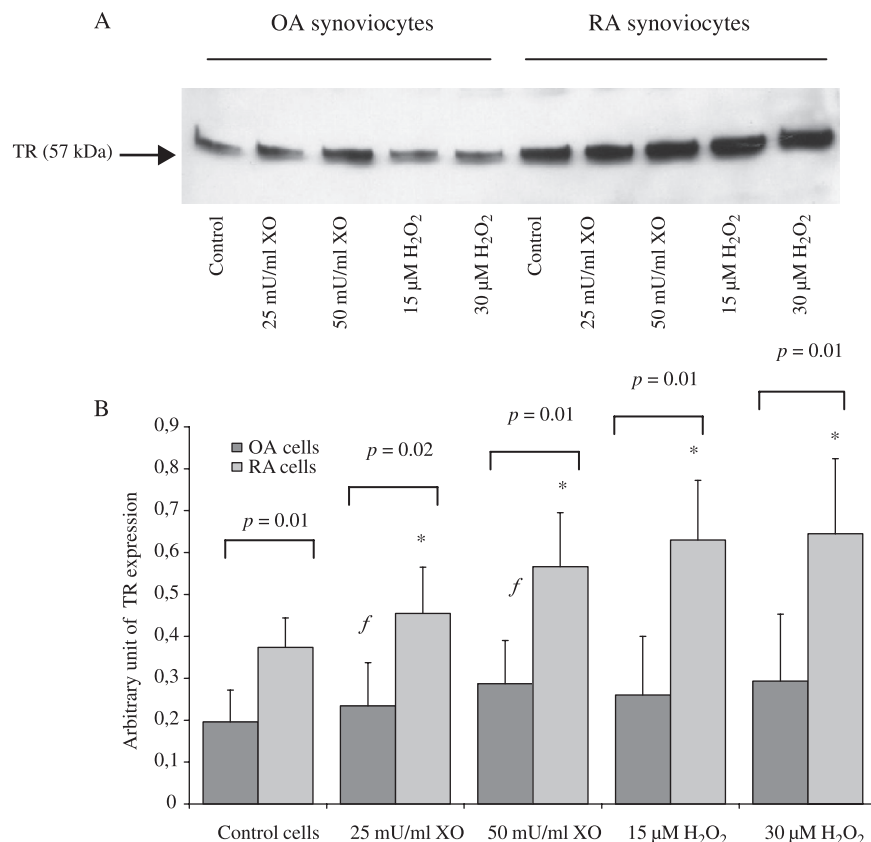 A
OA synoviocytes
RA synoviocytes
TR (57 kDa)
Control
25 mU/ml XO
50 mU/ml XO
15 µM H₂O₂
30 µM H₂O₂
Control
25 mU/ml XO
50 mU/ml XO
15 µM H₂O₂
30 µM H₂O₂
B
Arbitrary unit of TR expression
0,9
0,8
0,7
0,6
0,5
0,4
0,3
0,2
0,1
0
OA cells
RA cells
p = 0.01
p = 0.02
p = 0.01
p = 0.01
p = 0.01
f
*
f
*
*
*
Control cells
25 mU/ml XO
50 mU/ml XO
15 µM H₂O₂
30 µM H₂O₂